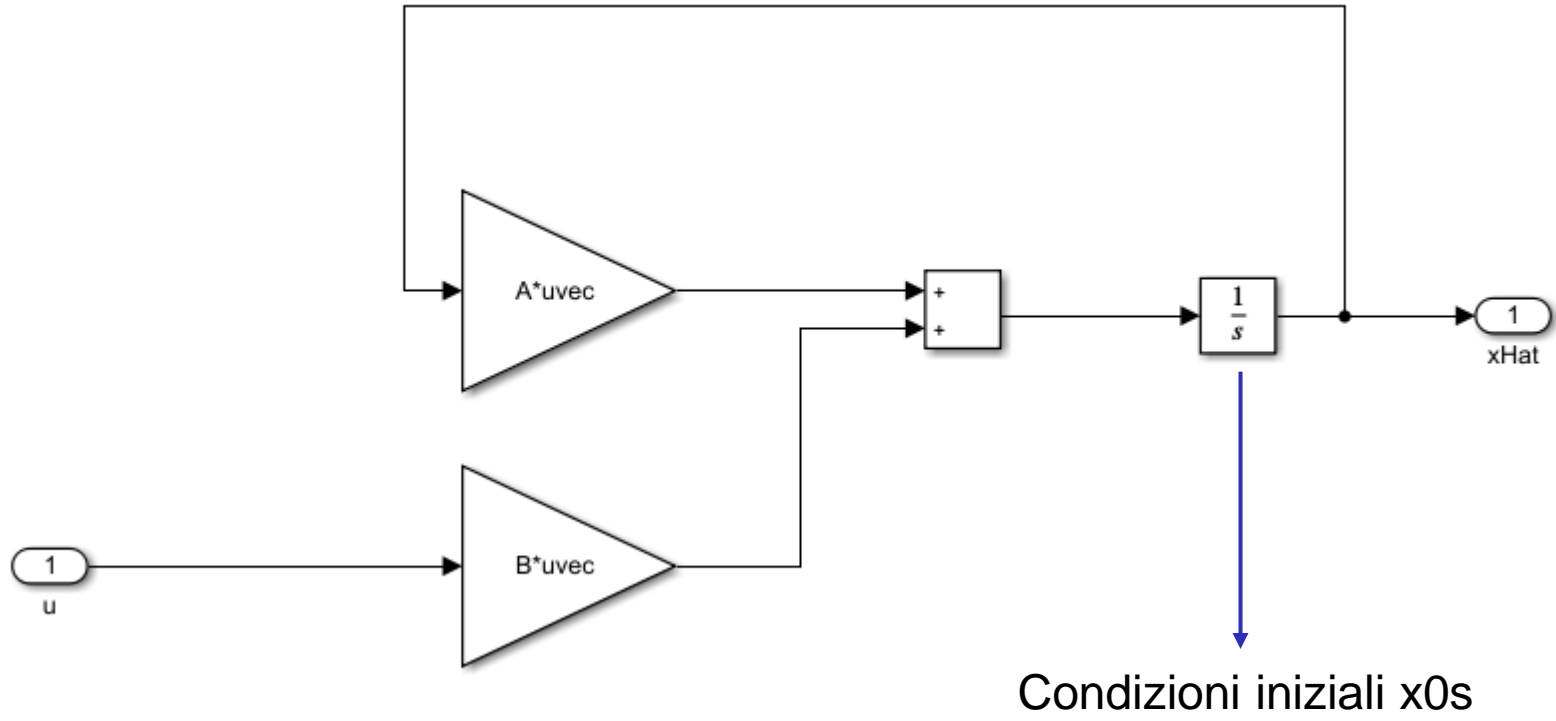 A*uvec
+
+
1
s
1
xHat
B*uvec
1
u
Condizioni iniziali x0s